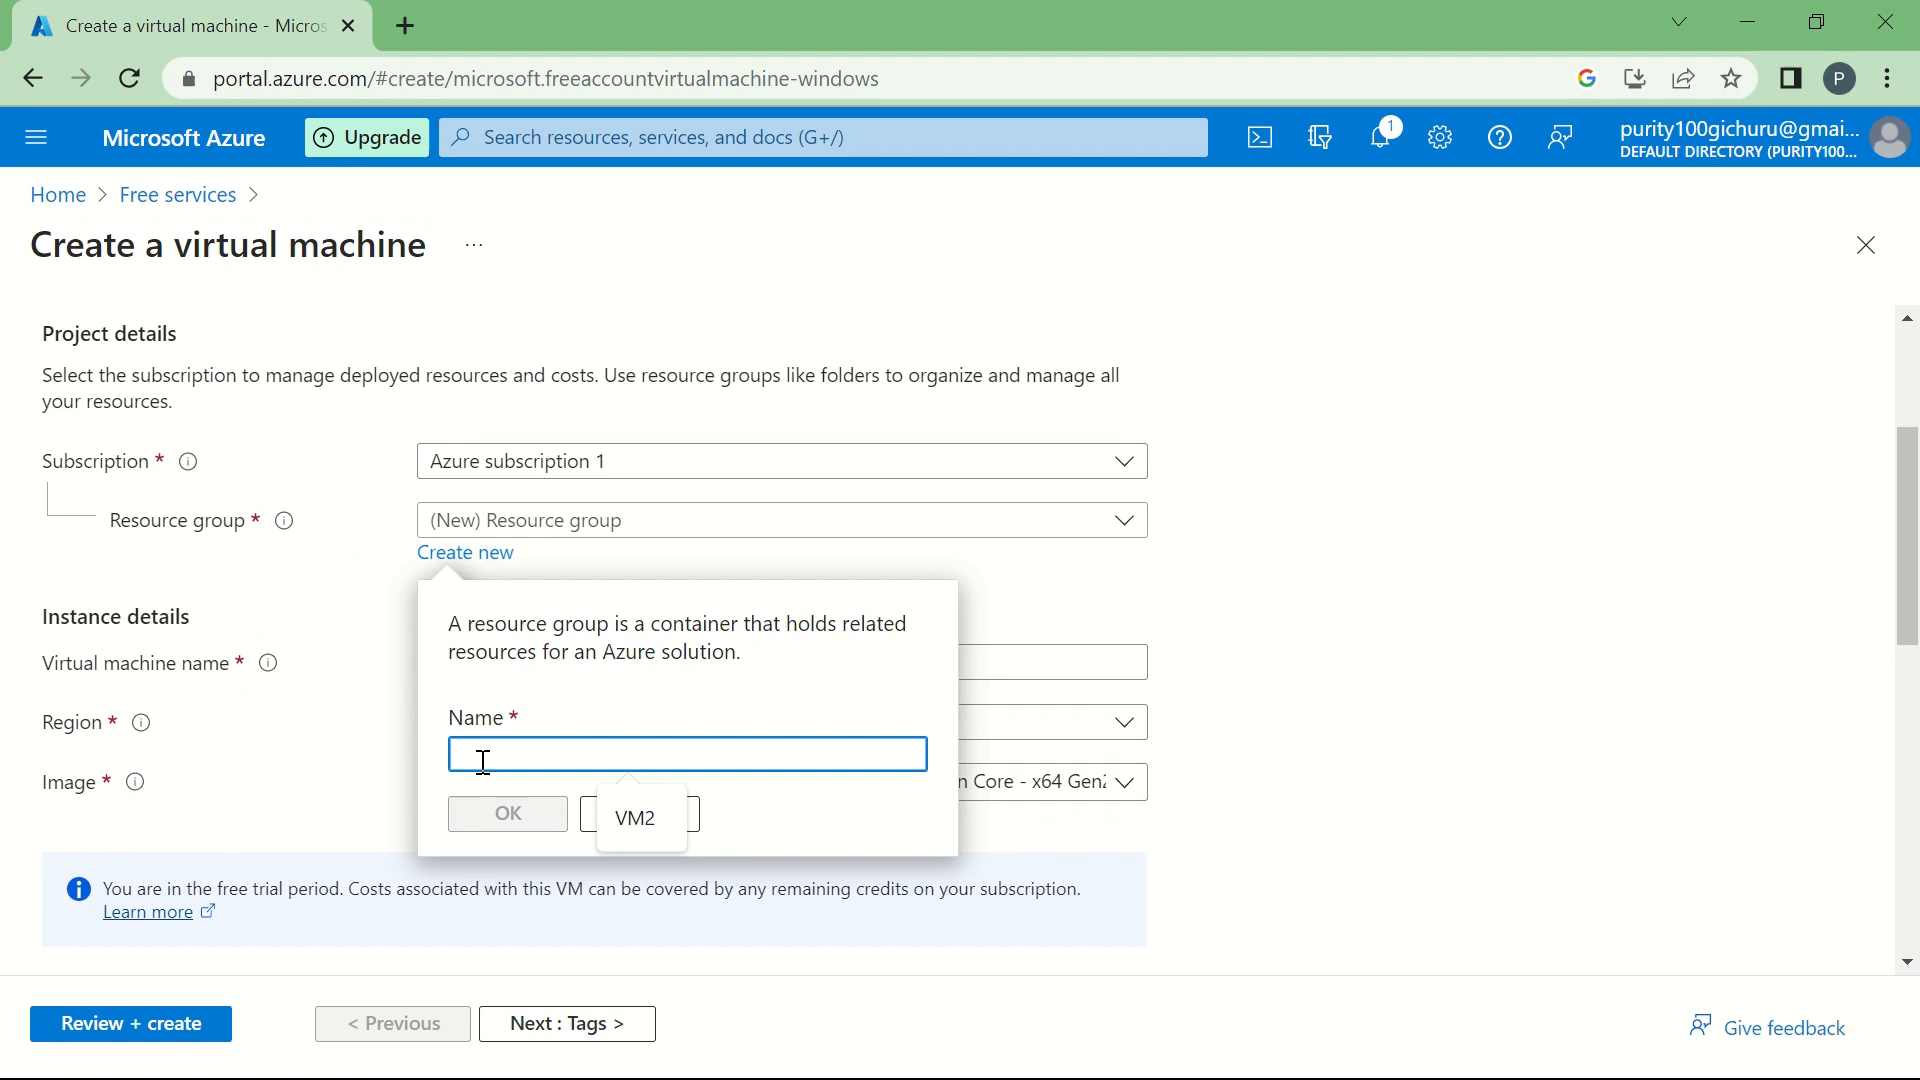 Create a virtual machine - Micros
portal.azure.com/#create/microsoft.freeaccountvirtualmachine-windows
P
Microsoft Azure
Upgrade
Search resources, services, and docs (G+/)
1
purity100gichuru@gmai...
DEFAULT DIRECTORY (PURITY100...
Home > Free services >
Create a virtual machine ...
Project details
Select the subscription to manage deployed resources and costs. Use resource groups like folders to organize and manage all
your resources.
Subscription *
Azure subscription 1
Resource group *
(New) Resource group
Create new
Instance details
A resource group is a container that holds related
resources for an Azure solution.
Virtual machine name *
Name *
Region *
Image *
n Core - x64 Gen2
OK
VM2
You are in the free trial period. Costs associated with this VM can be covered by any remaining credits on your subscription.
Learn more
Review + create
< Previous
Next : Tags >
Give feedback